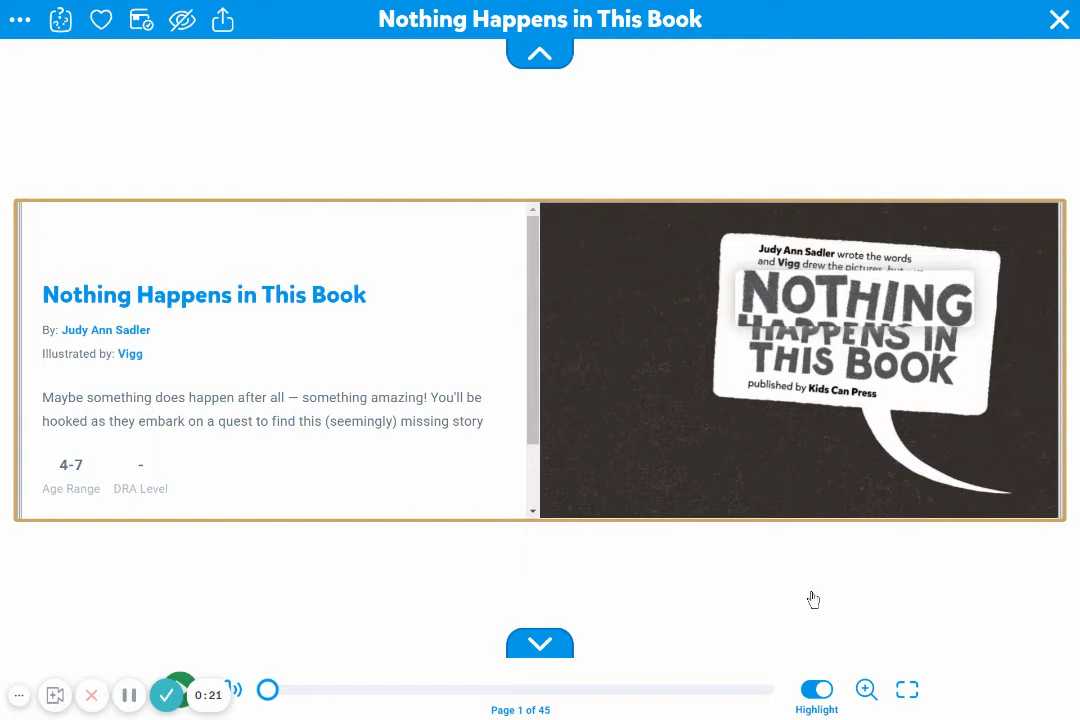 Nothing Happens in This Book
Nothing Happens in This Book
By: Judy Ann Sadler
Illustrated by: Vigg
Maybe something does happen after all — something amazing! You'll be
hooked as they embark on a quest to find this (seemingly) missing story
4-7 -
Age Range DRA Level
Judy Ann Sadler wrote the words
and Vigg drew the pictures, but
NOTHING
HAPPENS IN
THIS BOOK
published by Kids Can Press
0:21
Page 1 of 45
Highlight